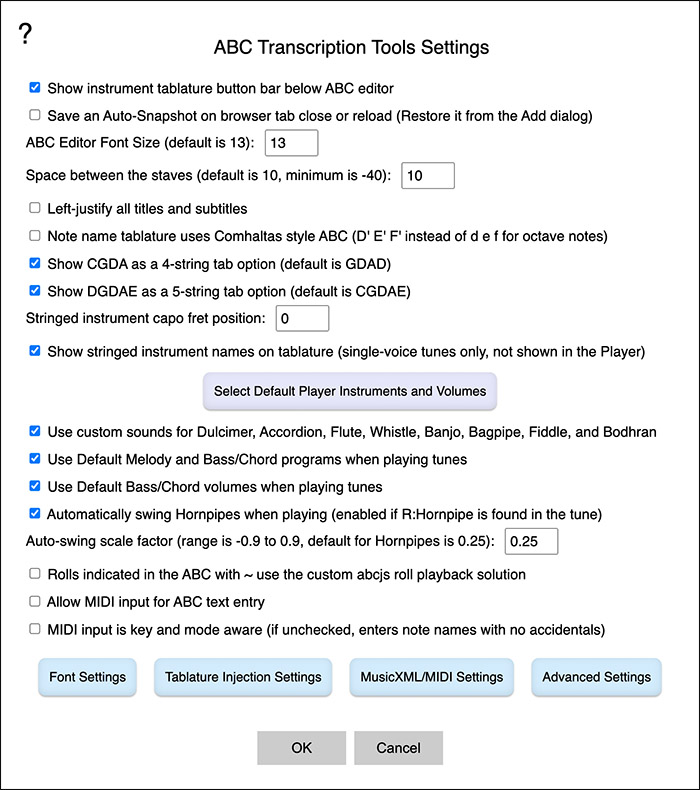 ?
ABC Transcription Tools Settings
Show instrument tablature button bar below ABC editor
Save an Auto-Snapshot on browser tab close or reload (Restore it from the Add dialog)
ABC Editor Font Size (default is 13): 13
Space between the staves (default is 10, minimum is -40): 10
Left-justify all titles and subtitles
Note name tablature uses Comhaltas style ABC (D' E' F' instead of d e f for octave notes)
Show CGDA as a 4-string tab option (default is GDAD)
Show DGDAE as a 5-string tab option (default is CGDAE)
Stringed instrument capo fret position: 0
Show stringed instrument names on tablature (single-voice tunes only, not shown in the Player)
Select Default Player Instruments and Volumes
Use custom sounds for Dulcimer, Accordion, Flute, Whistle, Banjo, Bagpipe, Fiddle, and Bodhran
Use Default Melody and Bass/Chord programs when playing tunes
Use Default Bass/Chord volumes when playing tunes
Automatically swing Hornpipes when playing (enabled if R:Hornpipe is found in the tune)
Auto-swing scale factor (range is -0.9 to 0.9, default for Hornpipes is 0.25): 0.25
Rolls indicated in the ABC with ~ use the custom abcjs roll playback solution
Allow MIDI input for ABC text entry
MIDI input is key and mode aware (if unchecked, enters note names with no accidentals)
Font Settings Tablature Injection Settings MusicXML/MIDI Settings Advanced Settings
OK Cancel